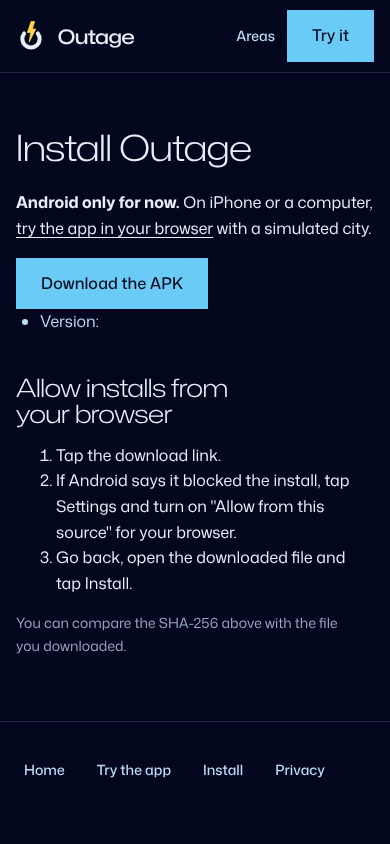 Outage
Areas
Try it
Install Outage
Android only for now. On iPhone or a computer,
try the app in your browser with a simulated city.
Download the APK
• Version:
Allow installs from
your browser
1. Tap the download link.
2. If Android says it blocked the install, tap
Settings and turn on "Allow from this
source" for your browser.
3. Go back, open the downloaded file and
tap Install.
You can compare the SHA-256 above with the file
you downloaded.
Home Try the app Install Privacy